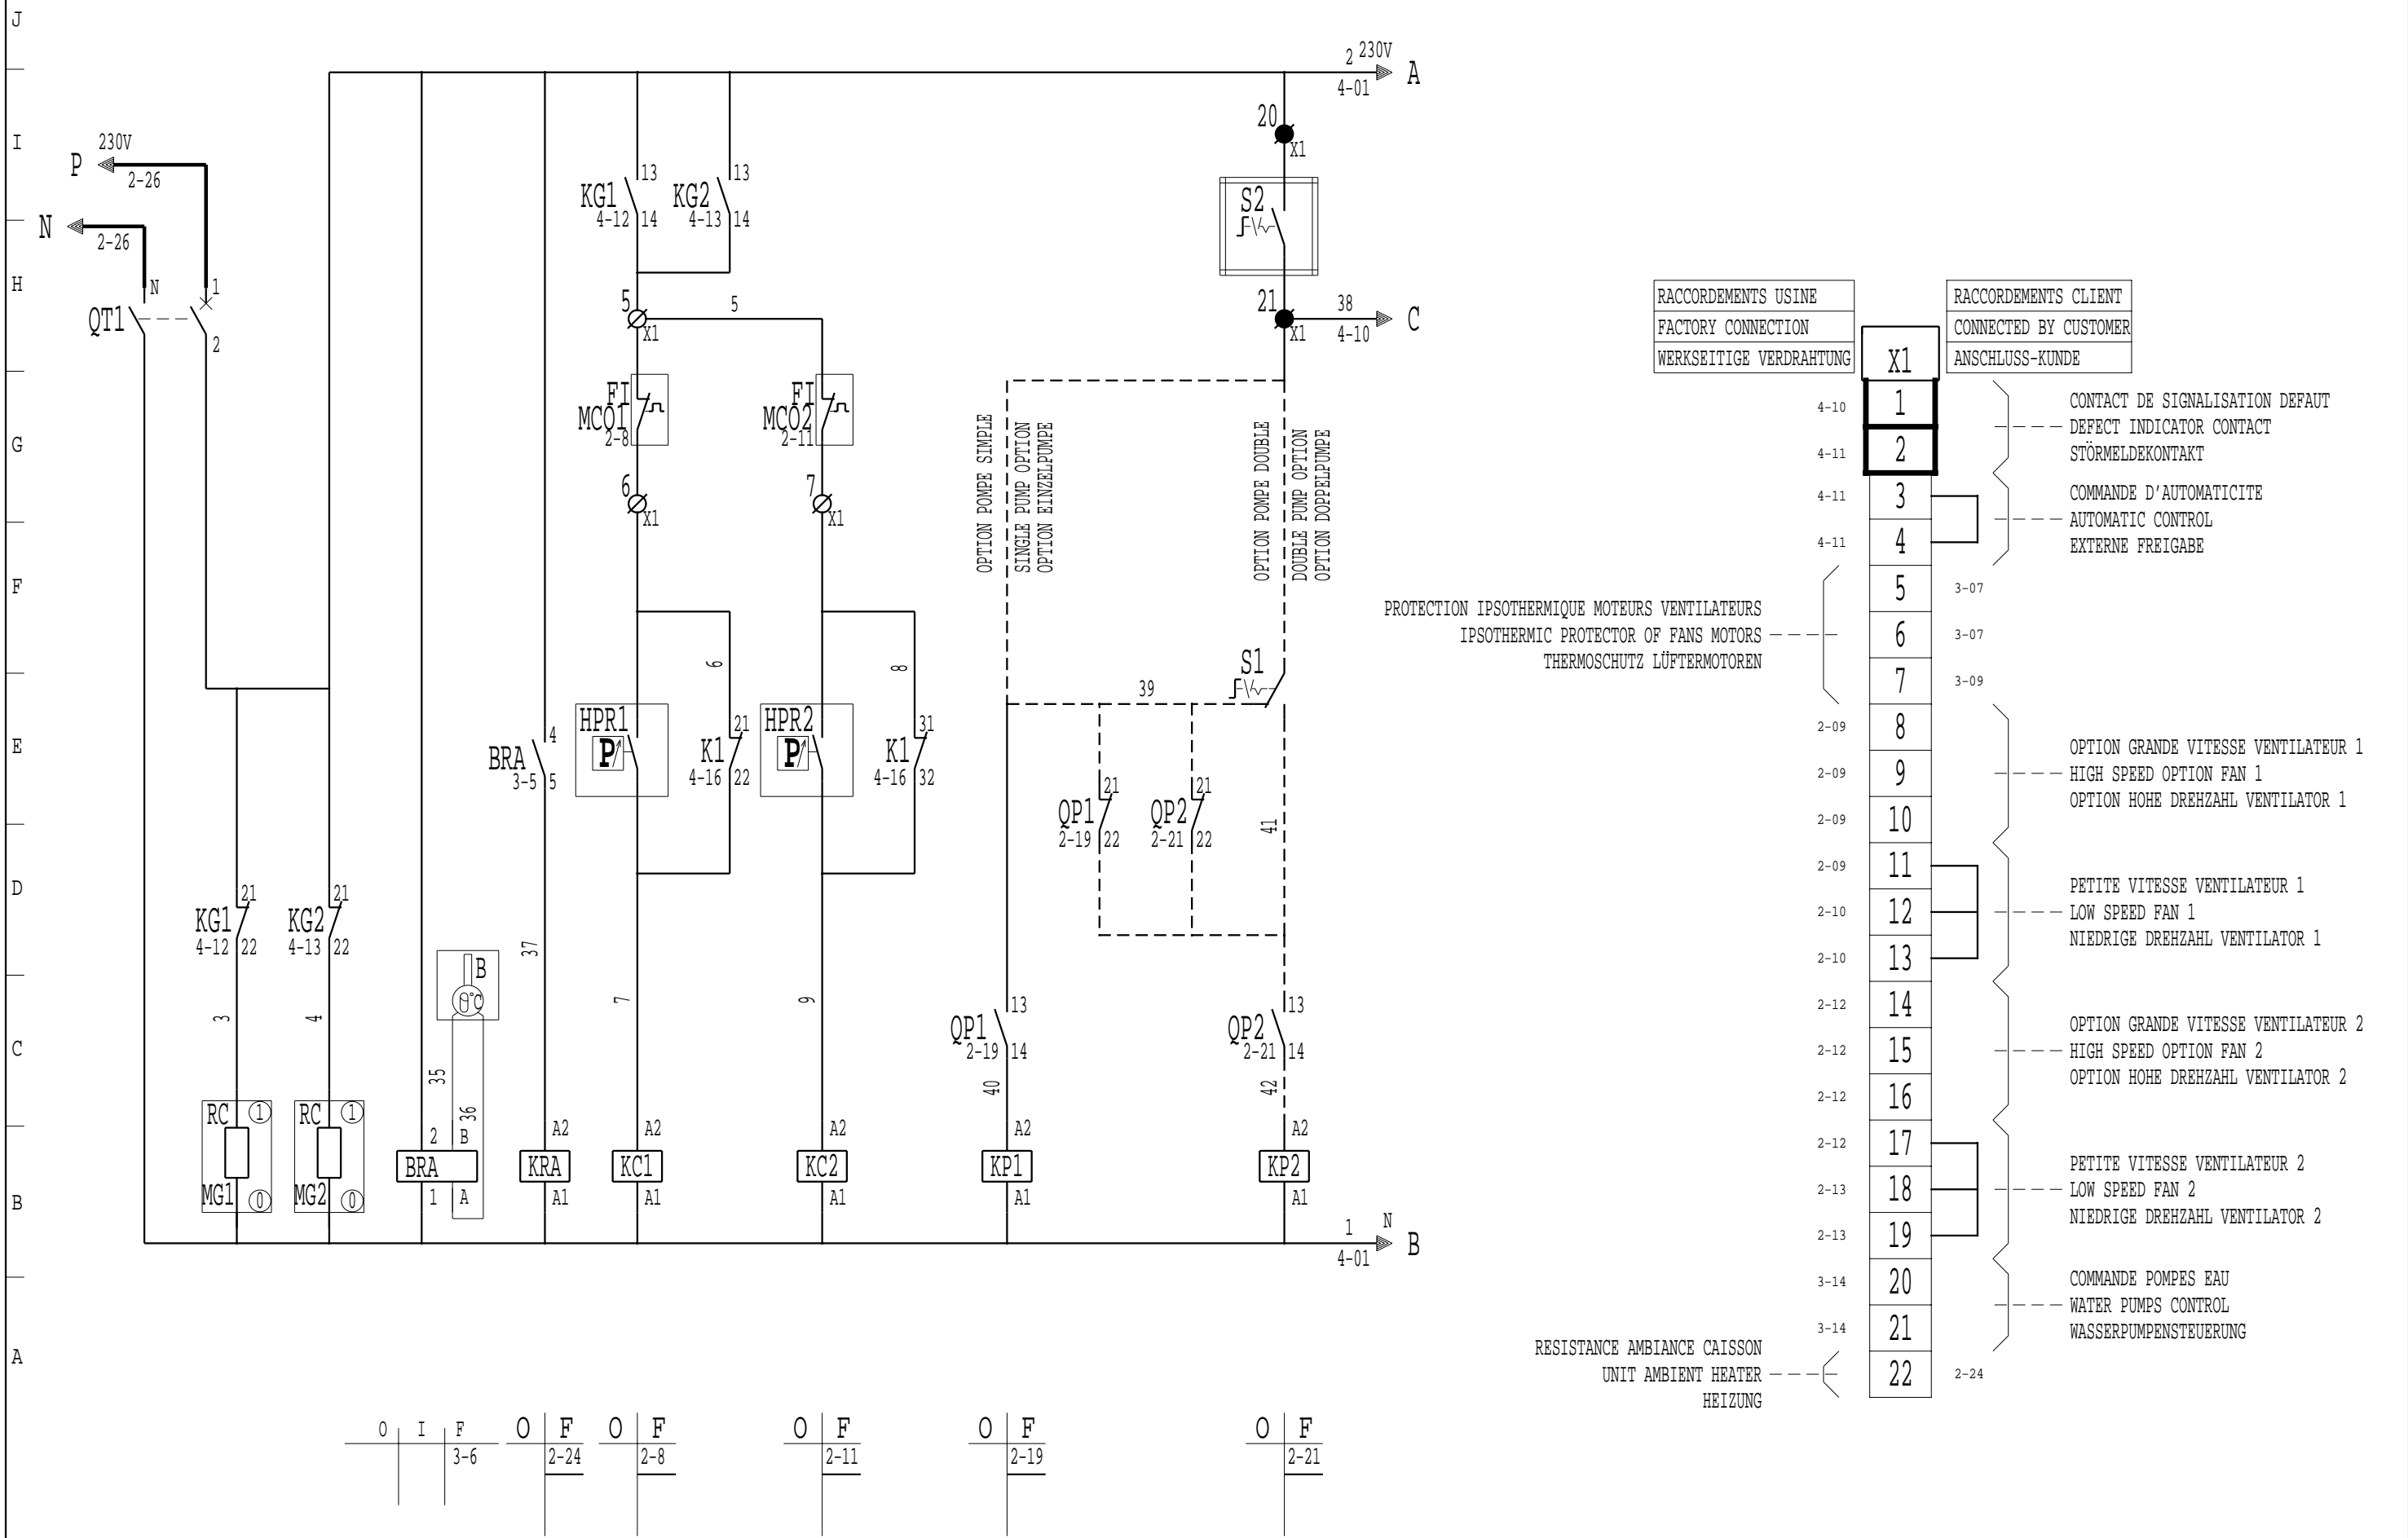 J
I
H
G
F
E
D
C
B
A
2 230V
A
4-01
P
230V
2-26
N
2-26
N
1
QT1
2
KG1
4-12
13
14
KG2
4-13
13
14
20
X1
S2
21
X1
38
C
4-10
5
X1
5
FI
MCO1
2-8
FI
MCO2
2-11
6
X1
7
X1
OPTION POMPE SIMPLE
SINGLE PUMP OPTION
OPTION EINZELPUMPE
OPTION POMPE DOUBLE
DOUBLE PUMP OPTION
OPTION DOPPELPUMPE
6
8
39
S1
BRA
3-5
4
5
HPR1
P
21
K1
4-16
22
HPR2
P
31
K1
4-16
32
QP1
2-19
21
22
QP2
2-21
21
22
41
KG1
4-12
21
22
KG2
4-13
21
22
37
B
θ°C
3
4
7
9
QP1
2-19
13
14
QP2
2-21
13
14
35
36
40
42
RC
1
MG1
0
RC
1
MG2
0
2
B
BRA
1
A
A2
KRA
A1
A2
KC1
A1
A2
KC2
A1
A2
KP1
A1
A2
KP2
A1
1
N
B
4-01
O I F
3-6
O F
2-24
O F
2-8
O F
2-11
O F
2-19
O F
2-21
RACCORDEMENTS USINE
FACTORY CONNECTION
WERKSEITIGE VERDRAHTUNG
X1
RACCORDEMENTS CLIENT
CONNECTED BY CUSTOMER
ANSCHLUSS-KUNDE
4-10 1
4-11 2
CONTACT DE SIGNALISATION DEFAUT
DEFECT INDICATOR CONTACT
STÖRMELDEKONTAKT
4-11 3
4-11 4
COMMANDE D'AUTOMATICITE
AUTOMATIC CONTROL
EXTERNE FREIGABE
PROTECTION IPSOTHERMIQUE MOTEURS VENTILATEURS
IPSOTHERMIC PROTECTOR OF FANS MOTORS
THERMOSCHUTZ LÜFTERMOTOREN
5 3-07
6 3-07
7 3-09
2-09 8
2-09 9
2-09 10
OPTION GRANDE VITESSE VENTILATEUR 1
HIGH SPEED OPTION FAN 1
OPTION HOHE DREHZAHL VENTILATOR 1
2-09 11
2-10 12
2-10 13
PETITE VITESSE VENTILATEUR 1
LOW SPEED FAN 1
NIEDRIGE DREHZAHL VENTILATOR 1
2-12 14
2-12 15
2-12 16
OPTION GRANDE VITESSE VENTILATEUR 2
HIGH SPEED OPTION FAN 2
OPTION HOHE DREHZAHL VENTILATOR 2
2-12 17
2-13 18
2-13 19
PETITE VITESSE VENTILATEUR 2
LOW SPEED FAN 2
NIEDRIGE DREHZAHL VENTILATOR 2
3-14 20
3-14 21
COMMANDE POMPES EAU
WATER PUMPS CONTROL
WASSERPUMPENSTEUERUNG
RESISTANCE AMBIANCE CAISSON
UNIT AMBIENT HEATER
HEIZUNG
22 2-24